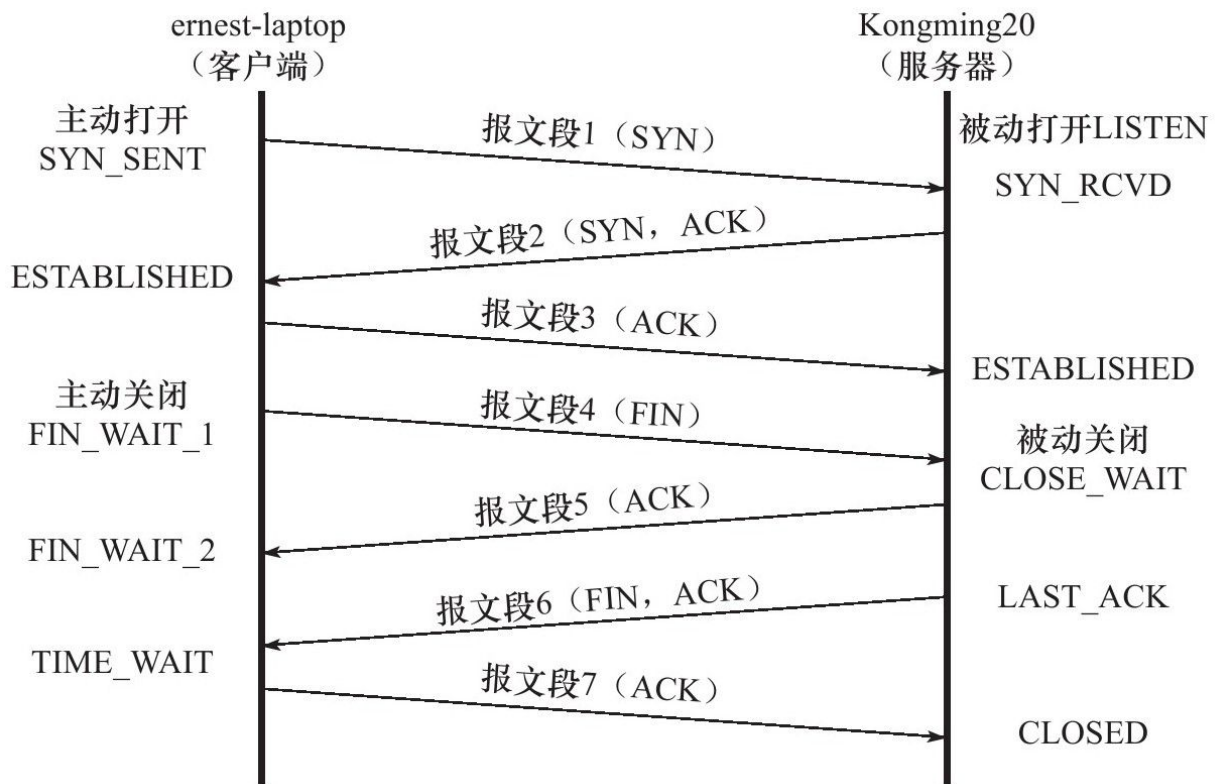 ernest-laptop
（客户端）
Kongming20
（服务器）
主动打开
SYN_SENT
报文段1（SYN）
被动打开LISTEN
SYN_RCVD
报文段2（SYN，ACK）
ESTABLISHED
报文段3（ACK）
ESTABLISHED
主动关闭
FIN_WAIT_1
报文段4（FIN）
被动关闭
CLOSE_WAIT
报文段5（ACK）
FIN_WAIT_2
报文段6（FIN，ACK）
LAST_ACK
TIME_WAIT
报文段7（ACK）
CLOSED